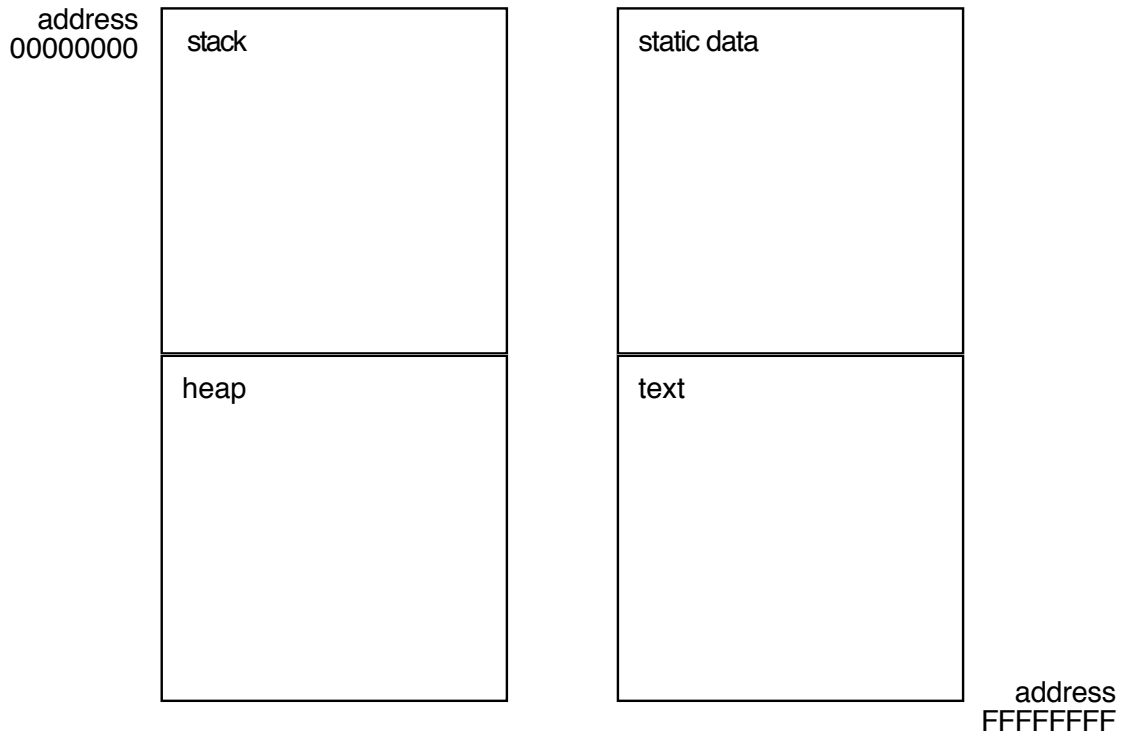 address
00000000
stack
static data
heap
text
address
FFFFFFFF